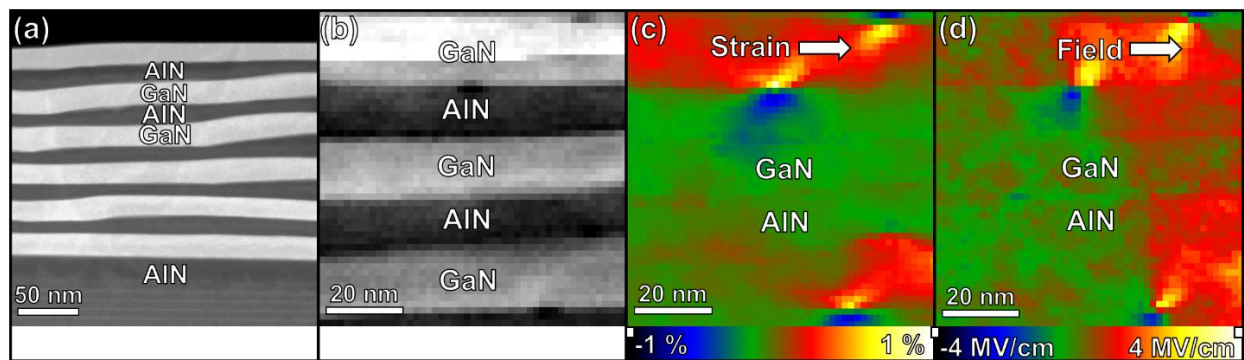 (a)
AlN
GaN
AlN
GaN
AlN
50 nm
(b)
GaN
AlN
GaN
AlN
GaN
20 nm
(c)
Strain
GaN
AlN
20 nm
-1 %
1 %
(d)
Field
GaN
AlN
20 nm
-4 MV/cm
4 MV/cm